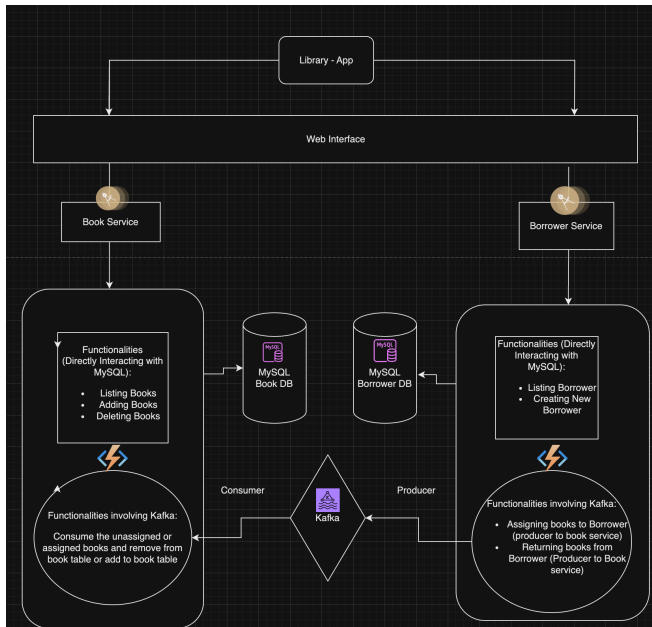 Library - App
Web Interface
Book Service
Borrower Service
Functionalities
(Directly Interacting with
MySQL):
• Listing Books
• Adding Books
• Deleting Books
MySQL
MySQL
Book DB
MySQL
MySQL
Borrower DB
Functionalities (Directly
Interacting with
MySQL):
• Listing Borrower
• Creating New
Borrower
Consumer
Producer
Kafka
Functionalities involving Kafka:
Consume the unassigned or
assigned books and remove from
book table or add to book table
Functionalities involving Kafka:
• Assigning books to Borrower
(producer to book service)
• Returning books from
Borrower (Producer to Book
service)